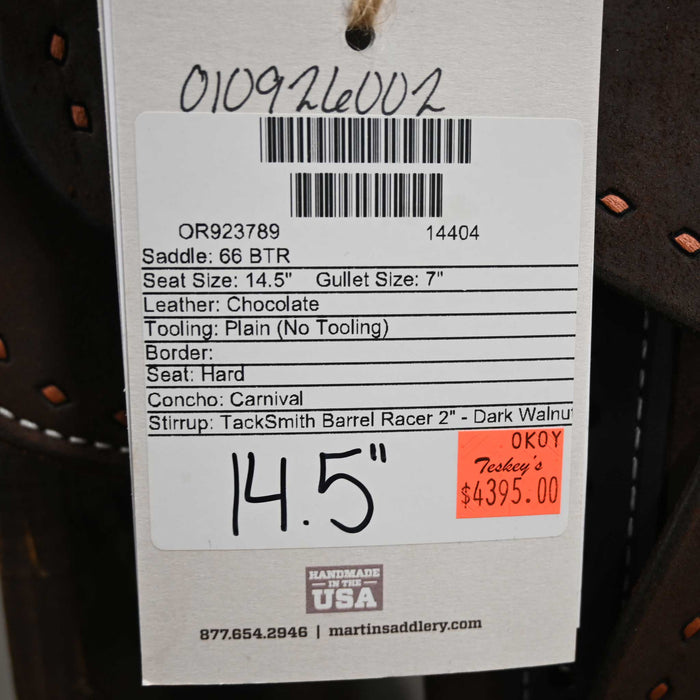 010926002
OR923789 14404
Saddle: 66 BTR
Seat Size: 14.5" Gullet Size: 7"
Leather: Chocolate
Tooling: Plain (No Tooling)
Border:
Seat: Hard
Concho: Carnival
Stirrup: TackSmith Barrel Racer 2" - Dark Walnut
14.5"
OKOY
Teskey's
$4395.00
HANDMADE
IN THE
USA
877.654.2946 | martinsaddlery.com